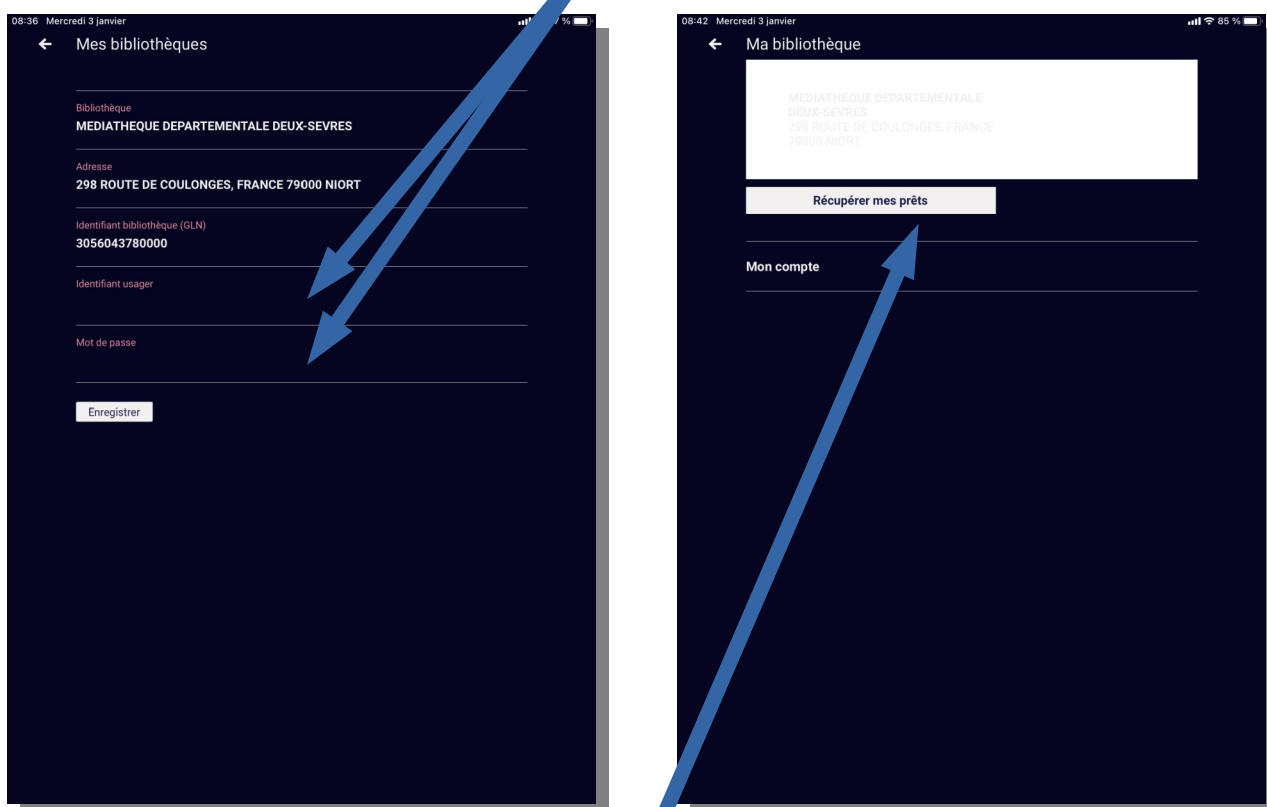 08:36 Mercredi 3 janvier
Mes bibliothèques
Bibliothèque
MEDIATHEQUE DEPARTEMENTALE DEUX-SEVRES
Adresse
298 ROUTE DE COULONGES, FRANCE 79000 NIORT
Identifiant bibliothèque (GLN)
3056043780000
Identifiant usager
Mot de passe
Enregistrer
08:42 Mercredi 3 janvier
85 %
Ma bibliothèque
MEDIATHEQUE DEPARTEMENTALE
DEUX-SEVRES
298 ROUTE DE COULONGES, FRANCE
79000 NIORT
Récupérer mes prêts
Mon compte